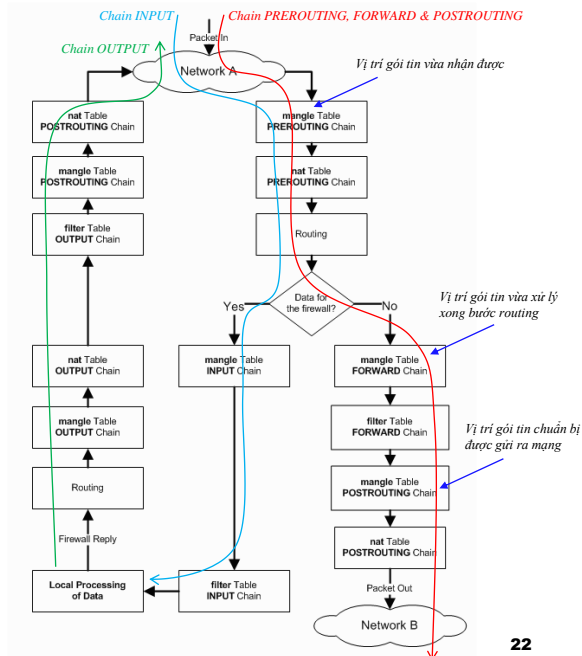 Chain INPUT
Chain PREROUTING, FORWARD & POSTROUTING
Packet In
Chain OUTPUT
Network A
Vị trí gói tin vừa nhận được
nat Table
POSTROUTING Chain
mangle Table
PREROUTING Chain
mangle Table
POSTROUTING Chain
nat Table
PREROUTING Chain
filter Table
OUTPUT Chain
Routing
Data for
the firewall?
Yes
No
Vị trí gói tin vừa xử lý
xong bước routing
nat Table
OUTPUT Chain
mangle Table
INPUT Chain
mangle Table
FORWARD Chain
mangle Table
OUTPUT Chain
filter Table
FORWARD Chain
Vị trí gói tin chuẩn bị
được gửi ra mạng
Routing
mangle Table
POSTROUTING Chain
Firewall Reply
nat Table
POSTROUTING Chain
Local Processing
of Data
filter Table
INPUT Chain
Packet Out
Network B
22